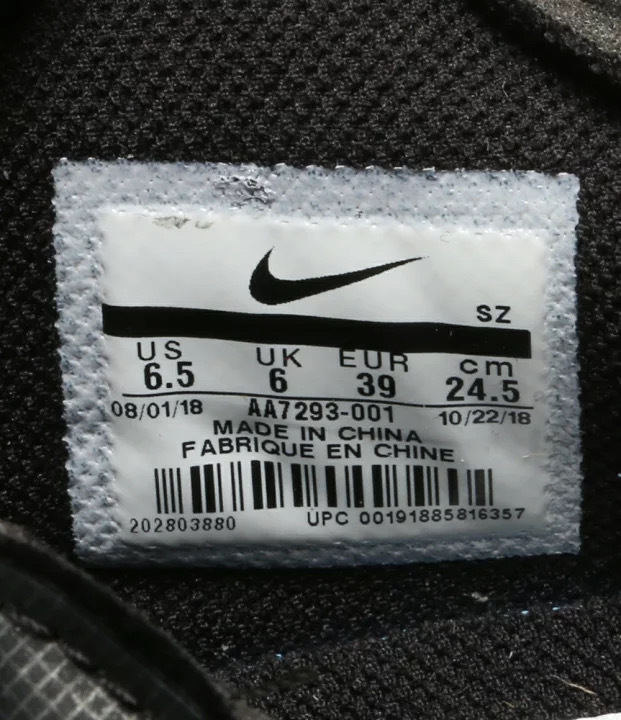 SZ
US UK EUR cm
6.5 6 39 24.5
08/01/18 AA7293-001 10/22/18
MADE IN CHINA
FABRIQUE EN CHINE
202803880 UPC 00191885816357